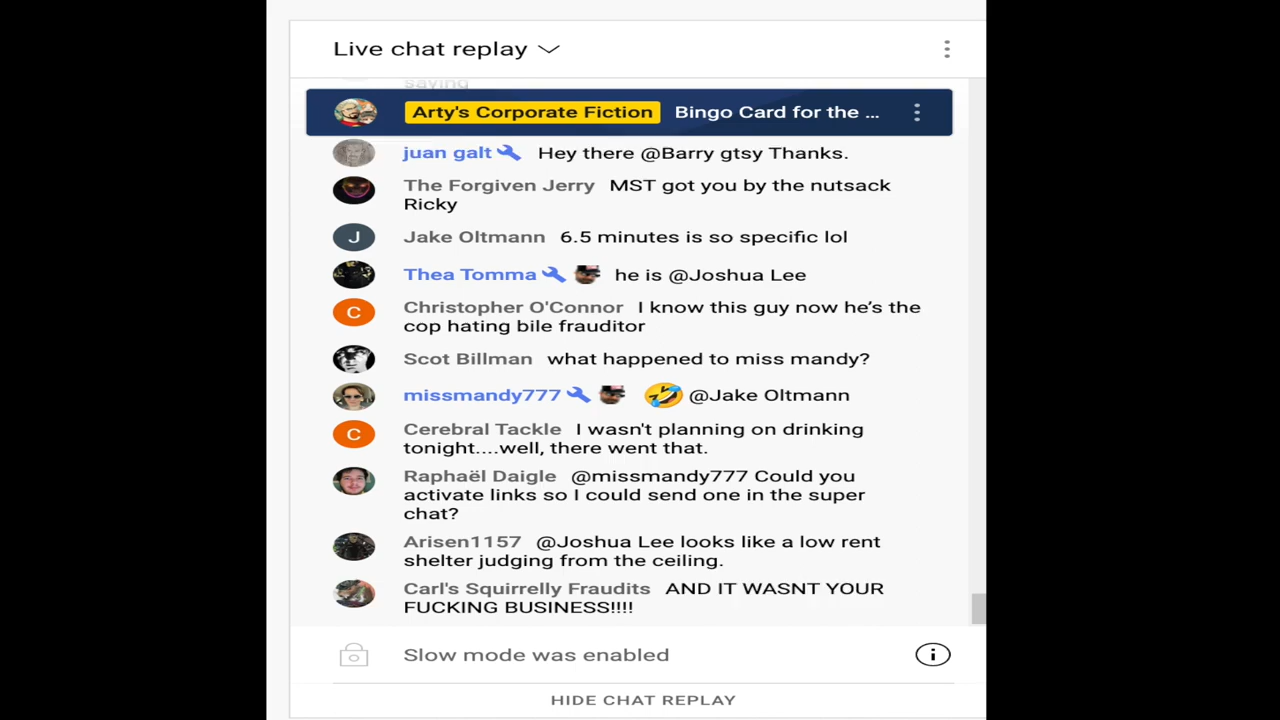 Live chat replay
saying
Arty's Corporate Fiction Bingo Card for the ...
juan galt Hey there @Barry gtsy Thanks.
The Forgiven Jerry MST got you by the nutsack
Ricky
J Jake Oltmann 6.5 minutes is so specific lol
Thea Tomma he is @Joshua Lee
C Christopher O'Connor I know this guy now he’s the
cop hating bile frauditor
Scot Billman what happened to miss mandy?
missmandy777 🤣 @Jake Oltmann
C Cerebral Tackle I wasn't planning on drinking
tonight....well, there went that.
Raphaël Daigle @missmandy777 Could you
activate links so I could send one in the super
chat?
Arisen1157 @Joshua Lee looks like a low rent
shelter judging from the ceiling.
Carl's Squirrelly Fraudits AND IT WASNT YOUR
FUCKING BUSINESS!!!!
Slow mode was enabled
HIDE CHAT REPLAY